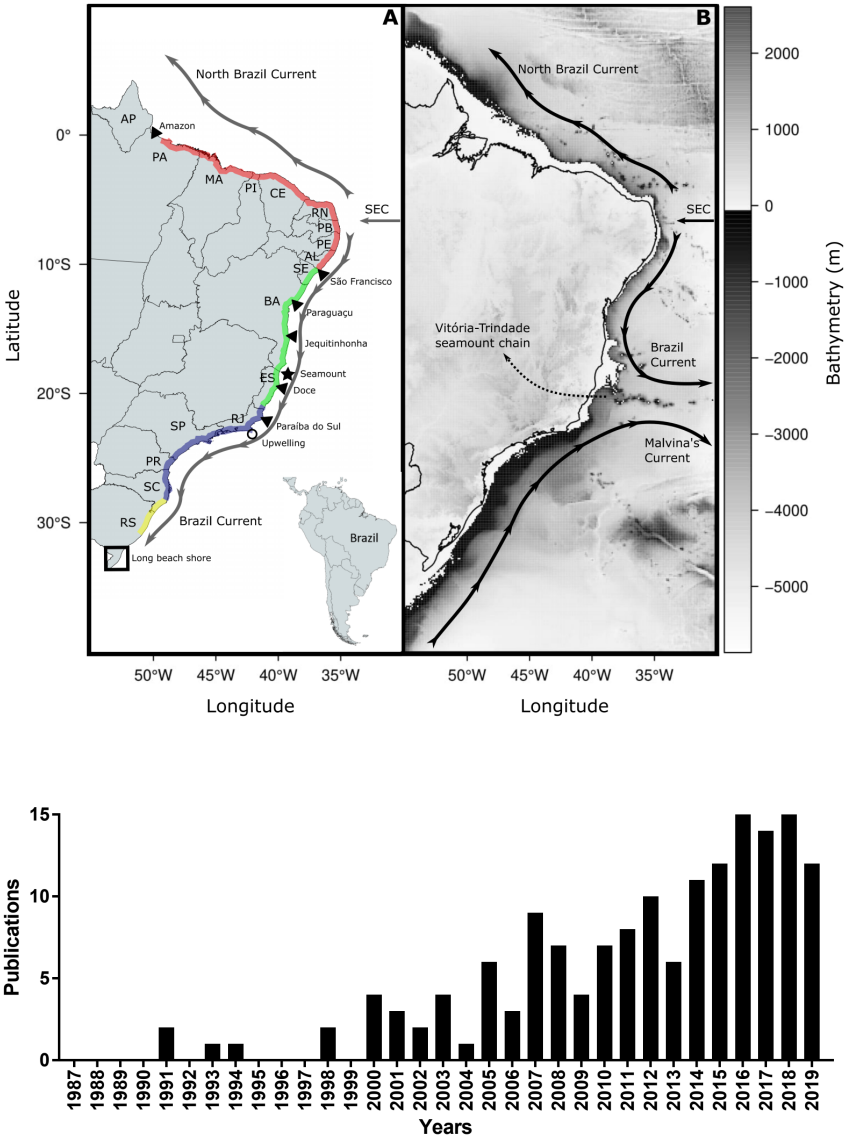 A
North Brazil Current
AP
Amazon
0°
PA
MA
PI
CE
RN
SEC
PB
PE
AL
10°S
SE
São Francisco
BA
Paraguaçu
Jequitinhonha
Seamount
ES
Doce
20°S
RJ
SP
Paraíba do Sul
Upwelling
PR
SC
RS
Brazil Current
30°S
Long beach shore
Brazil
Latitude
50°W
45°W
40°W
35°W
Longitude
B
North Brazil Current
SEC
Vitória-Trindade
seamount chain
Brazil
Current
Malvina's
Current
50°W
45°W
40°W
35°W
Longitude
2000
1000
0
−1000
−2000
−3000
−4000
−5000
Bathymetry (m)
15
10
5
0
Publications
1987
1988
1989
1990
1991
1992
1993
1994
1995
1996
1997
1998
1999
2000
2001
2002
2003
2004
2005
2006
2007
2008
2009
2010
2011
2012
2013
2014
2015
2016
2017
2018
2019
Years